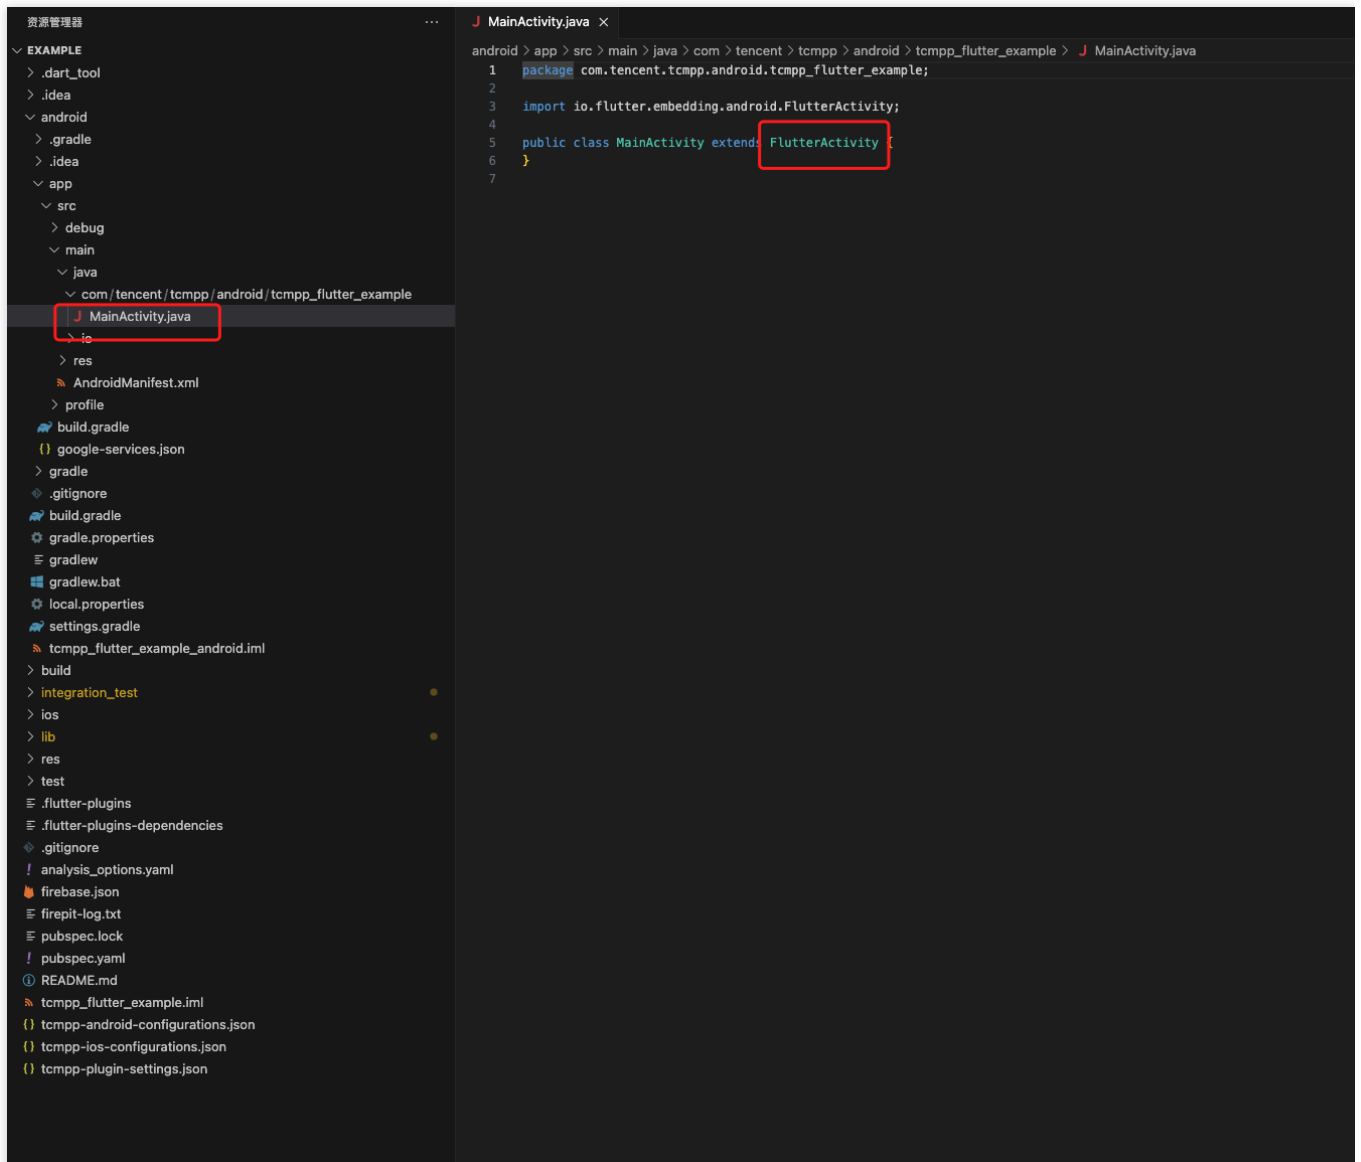 资源管理器
···
EXAMPLE
.dart_tool
.idea
android
.gradle
.idea
app
src
debug
main
java
com/tencent/tcmpp/android/tcmpp_flutter_example
MainActivity.java
io
res
AndroidManifest.xml
profile
build.gradle
google-services.json
gradle
.gitignore
build.gradle
gradle.properties
gradlew
gradlew.bat
local.properties
settings.gradle
tcmpp_flutter_example_android.iml
build
integration_test
ios
lib
res
test
.flutter-plugins
.flutter-plugins-dependencies
.gitignore
analysis_options.yaml
firebase.json
firepit-log.txt
pubspec.lock
pubspec.yaml
README.md
tcmpp_flutter_example.iml
tcmpp-android-configurations.json
tcmpp-ios-configurations.json
tcmpp-plugin-settings.json
MainActivity.java
android > app > src > main > java > com > tencent > tcmpp > android > tcmpp_flutter_example > J MainActivity.java
1 package com.tencent.tcmpp.android.tcmpp_flutter_example;
2
3 import io.flutter.embedding.android.FlutterActivity;
4
5 public class MainActivity extends FlutterActivity {
6 }
7